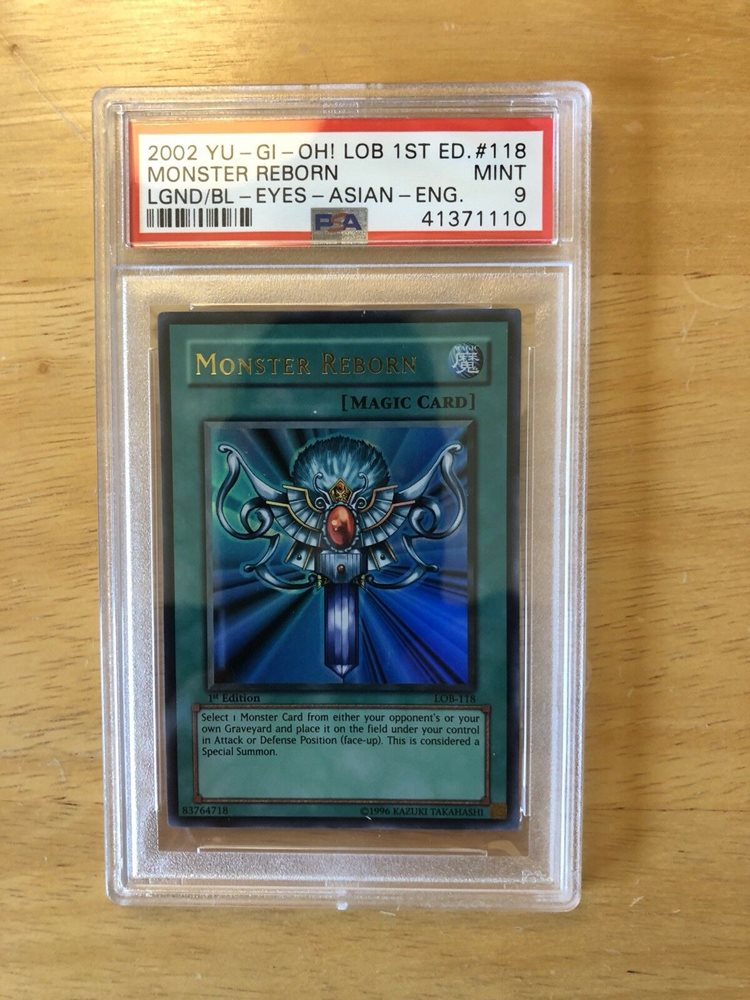 2002 YU-GI-OH! LOB 1ST ED. #118
MONSTER REBORN MINT
LGND/BL-EYES-ASIAN-ENG. 9
PSA 41371110
MONSTER REBORN
MAGIC
魔
[MAGIC CARD]
1st Edition LOB-118
Select 1 Monster Card from either your opponent's or your
own Graveyard and place it on the field under your control
in Attack or Defense Position (face-up). This is considered a
Special Summon.
83764718 ©1996 KAZUKI TAKAHASHI